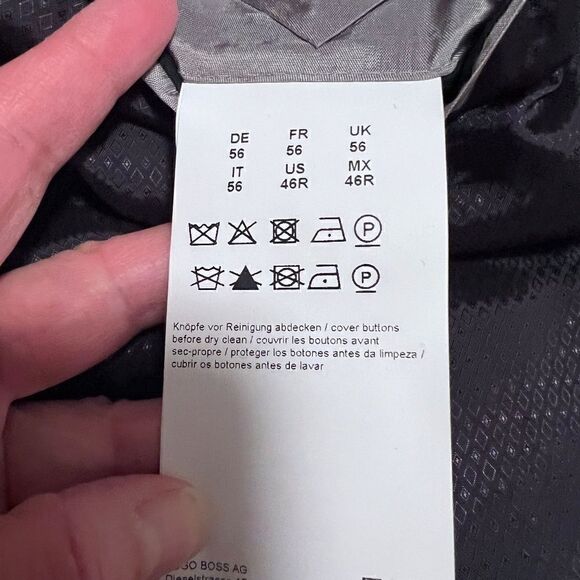 DE FR UK
56 56 56
IT US MX
56 46R 46R
P
P
Knöpfe vor Reinigung abdecken / cover buttons
before dry clean / couvrir les boutons avant
sec-propre / proteger los botones antes da limpeza /
cubrir os botones antes de lavar
BOSS AG